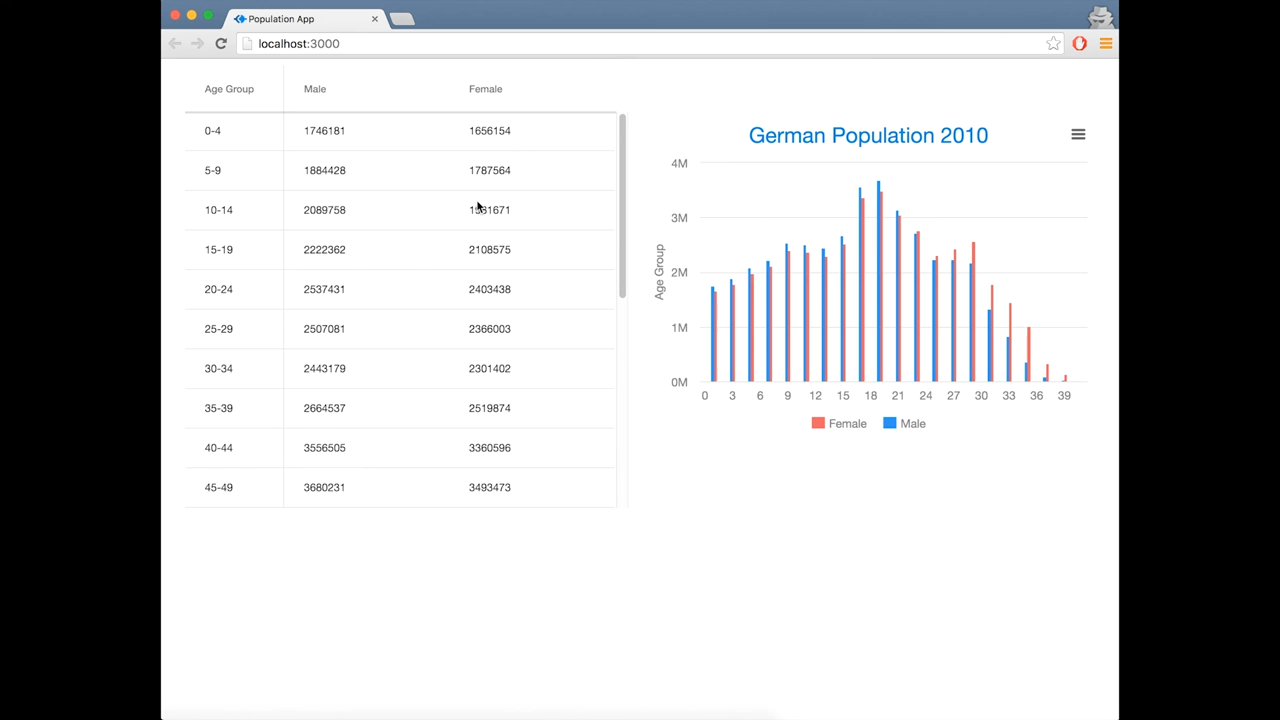 Population App
localhost:3000
Age Group Male Female
0-4 1746181 1656154
5-9 1884428 1787564
10-14 2089758
15-19 2222362 2108575
20-24 2537431 2403438
25-29 2507081 2366003
30-34 2443179 2301402
35-39 2664537 2519874
40-44 3556505 3360596
45-49 3680231 3493473
German Population 2010
4M
3M
2M
1M
0M
Age Group
0 3 6 9 12 15 18 21 24 27 30 33 36 39
Female Male